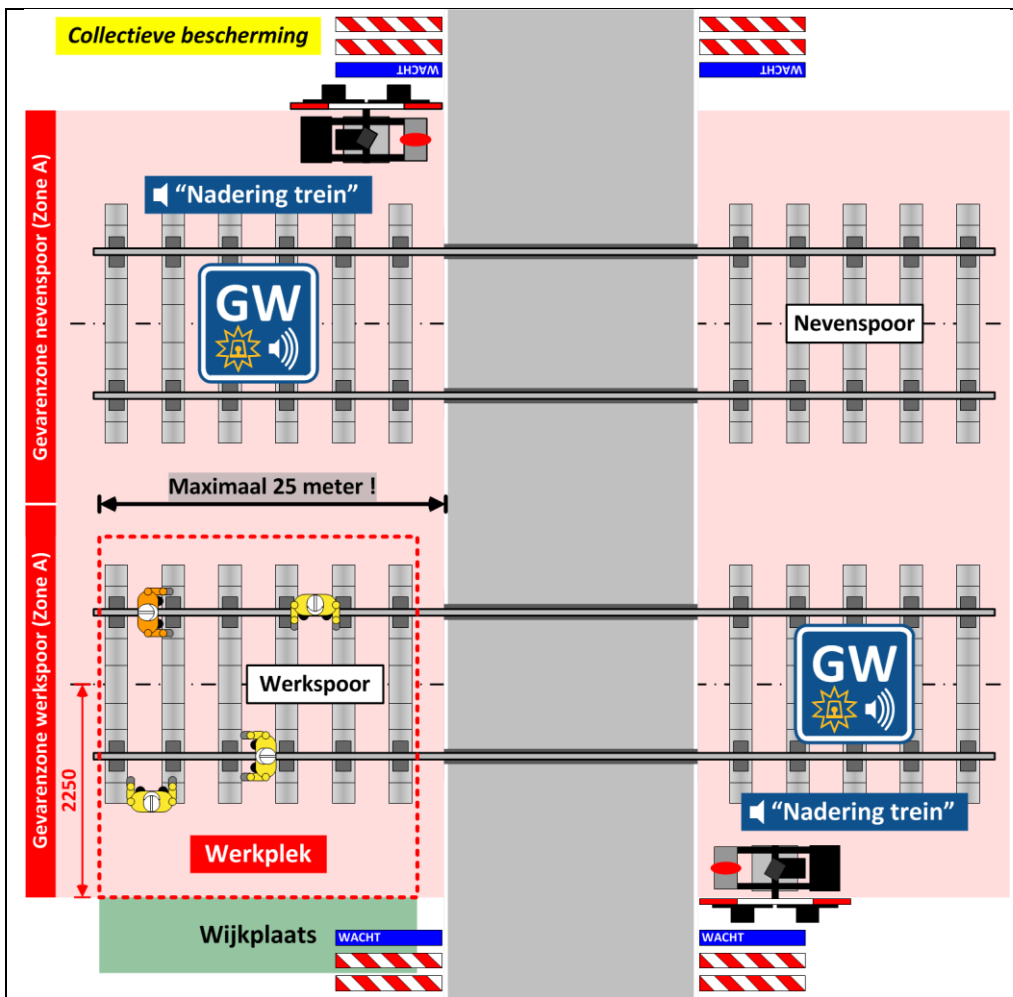 Collectieve bescherming
WACHT
WACHT
Gevarenzone nevenspoor (Zone A)
"Nadering trein"
GW
Nevenspoor
Maximaal 25 meter !
Gevarenzone werkspoor (Zone A)
Werkspoor
GW
2250
"Nadering trein"
Werkplek
Wijkplaats
WACHT
WACHT